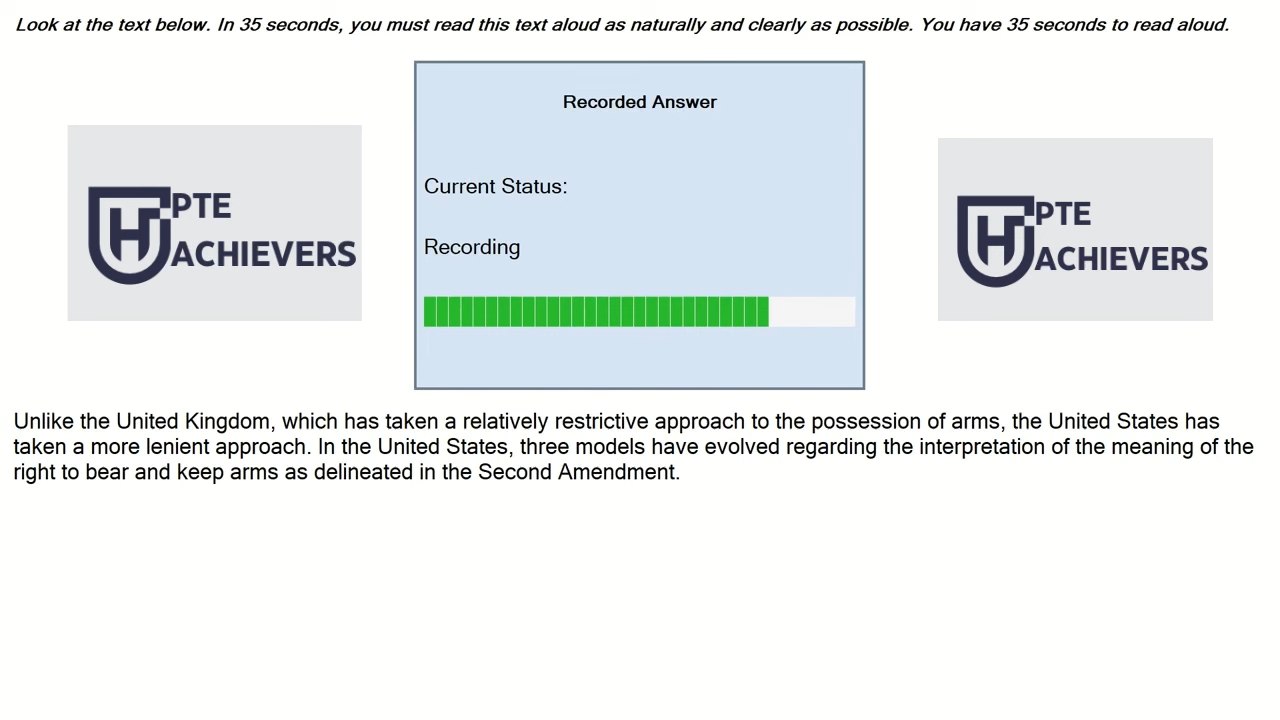 Look at the text below. In 35 seconds, you must read this text aloud as naturally and clearly as possible. You have 35 seconds to read aloud.
Recorded Answer
PTE
ACHIEVERS
Current Status:
Recording
PTE
ACHIEVERS
Unlike the United Kingdom, which has taken a relatively restrictive approach to the possession of arms, the United States has
taken a more lenient approach. In the United States, three models have evolved regarding the interpretation of the meaning of the
right to bear and keep arms as delineated in the Second Amendment.